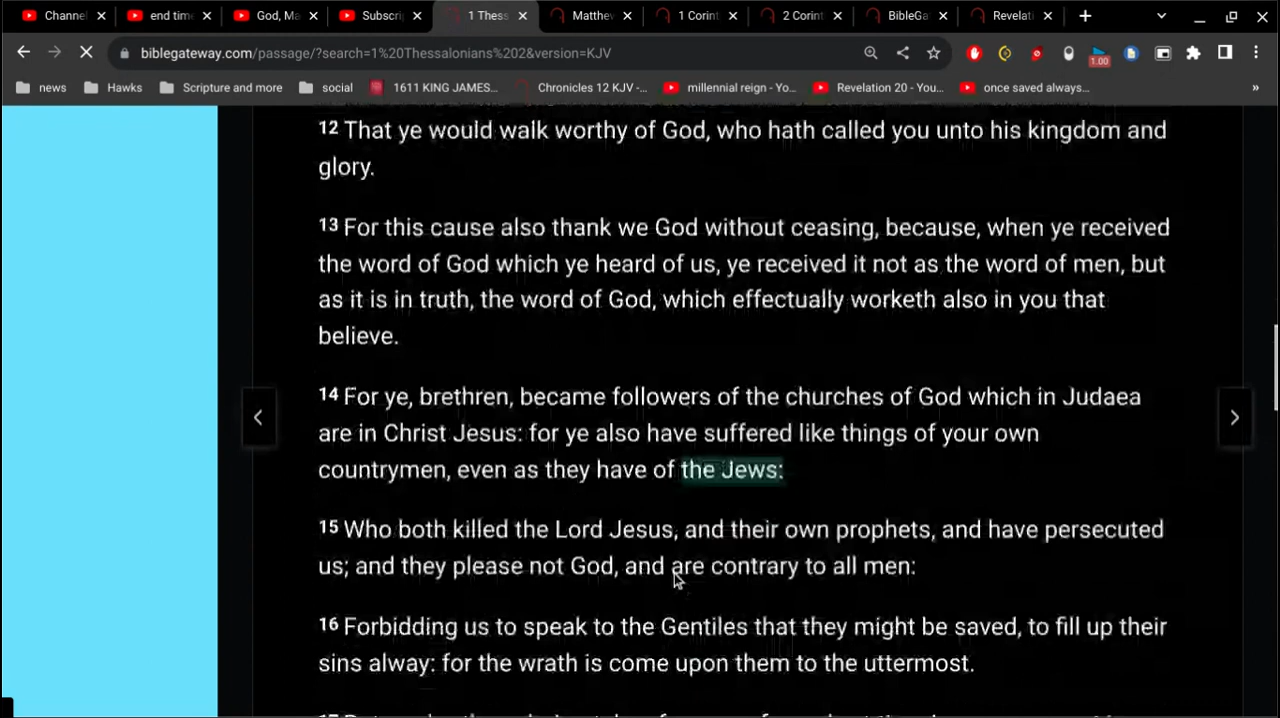 Channel
end time
God, Ma
Subscri
1 Thess
Matthew
1 Corint
2 Corint
BibleGa
Revelati
biblegateway.com/passage/?search=1%20Thessalonians%202&version=KJV
1.00
news
Hawks
Scripture and more
social
1611 KING JAMES...
Chronicles 12 KJV -...
millennial reign - Yo...
Revelation 20 - You...
once saved always...
»
12 That ye would walk worthy of God, who hath called you unto his kingdom and
glory.
13 For this cause also thank we God without ceasing, because, when ye received
the word of God which ye heard of us, ye received it not as the word of men, but
as it is in truth, the word of God, which effectually worketh also in you that
believe.
14 For ye, brethren, became followers of the churches of God which in Judaea
are in Christ Jesus: for ye also have suffered like things of your own
countrymen, even as they have of the Jews:
15 Who both killed the Lord Jesus, and their own prophets, and have persecuted
us; and they please not God, and are contrary to all men:
16 Forbidding us to speak to the Gentiles that they might be saved, to fill up their
sins alway: for the wrath is come upon them to the uttermost.